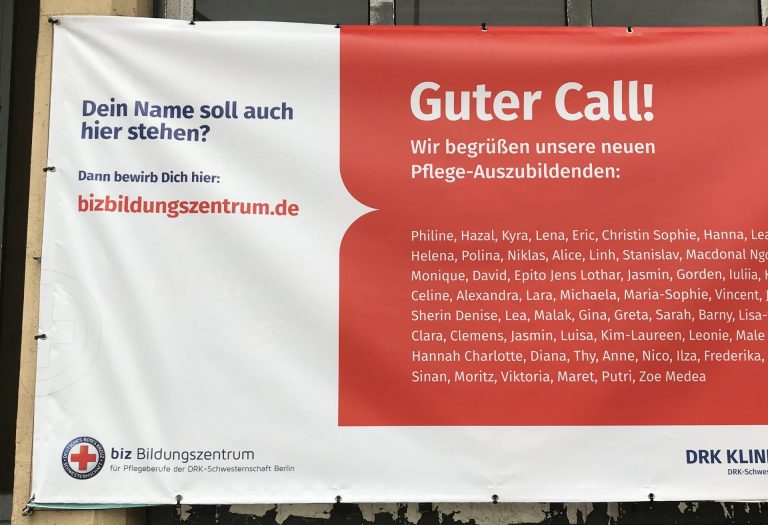 Dein Name soll auch
hier stehen?
Dann bewirb Dich hier:
bizbildungszentrum.de
biz Bildungszentrum
für Pflegeberufe der DRK-Schwesternschaft Berlin
Guter Call!
Wir begrüßen unsere neuen
Pflege-Auszubildenden:
Philine, Hazal, Kyra, Lena, Eric, Christin Sophie, Hanna, Lea
Helena, Polina, Niklas, Alice, Linh, Stanislav, Macdonal
Monique, David, Epito Jens Lothar, Jasmin, Gorden, Iuliia,
Celine, Alexandra, Lara, Michaela, Maria-Sophie, Vincent,
Sherin Denise, Lea, Malak, Gina, Greta, Sarah, Barny, Lisa-
Clara, Clemens, Jasmin, Luisa, Kim-Laureen, Leonie, Male
Hannah Charlotte, Diana, Thy, Anne, Nico, Ilza, Frederika,
Sinan, Moritz, Viktoria, Maret, Putri, Zoe Medea
DRK
DRK-